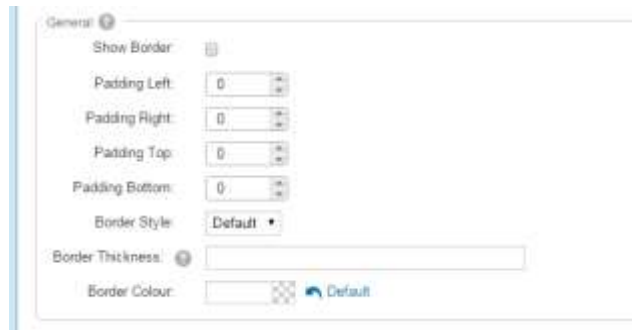 General
Show Border
Padding Left: 0
Padding Right: 0
Padding Top: 0
Padding Bottom: 0
Border Style: Default
Border Thickness:
Border Colour: Default